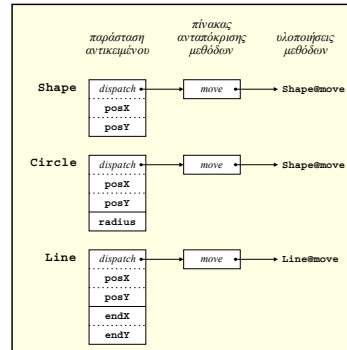 παράσταση αντικειμένου
πίνακας ανταπόκρισης μεθόδων
υλοποιήσεις μεθόδων
Shape
dispatch
move
Shape@move
posX
posY
Circle
dispatch
move
Shape@move
posX
posY
radius
Line
dispatch
move
Line@move
posX
posY
endX
endY